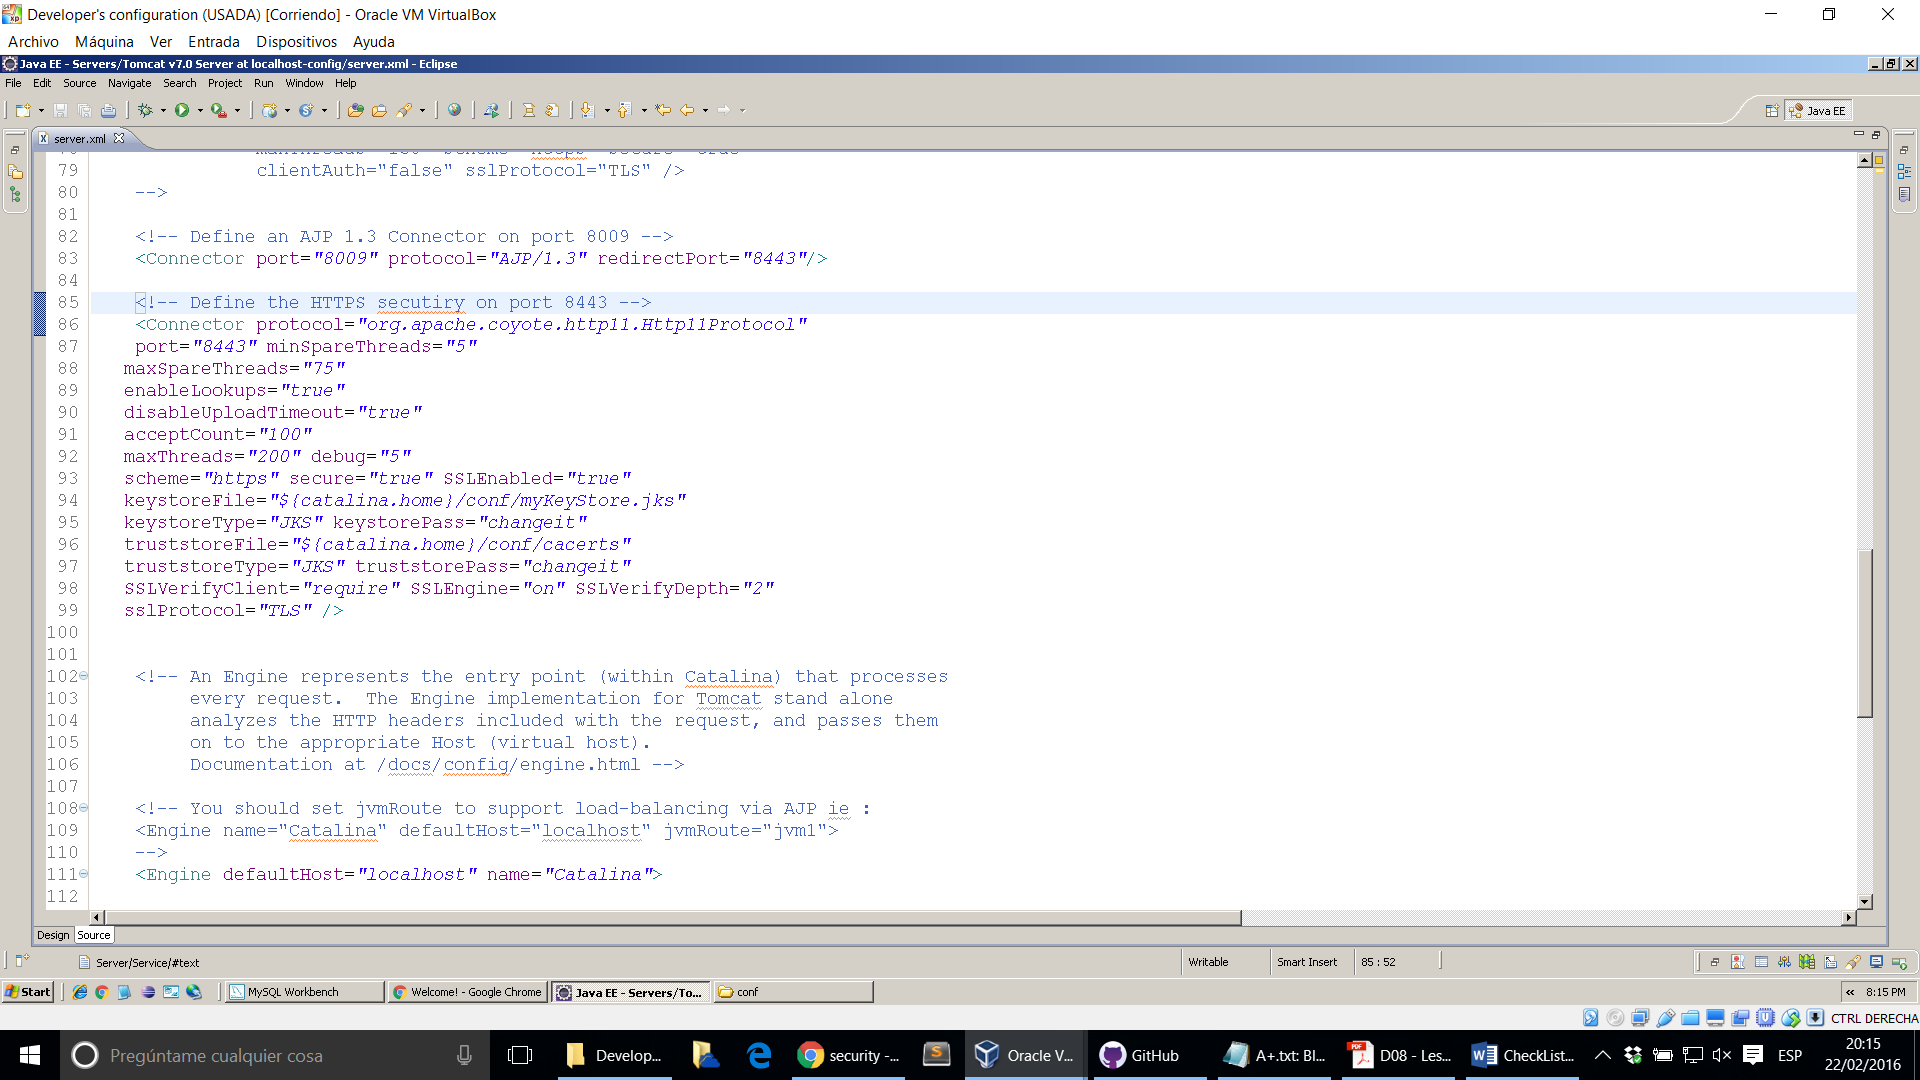 Developer's configuration (USADA) [Corriendo] - Oracle VM VirtualBox
Archivo Máquina Ver Entrada Dispositivos Ayuda
Java EE - Servers/Tomcat v7.0 Server at localhost-config/server.xml - Eclipse
File Edit Source Navigate Search Project Run Window Help
Java EE
server.xml
79 clientAuth="false" sslProtocol="TLS" />
80 -->
81
82 <!-- Define an AJP 1.3 Connector on port 8009 -->
83 <Connector port="8009" protocol="AJP/1.3" redirectPort="8443"/>
84
85 <!-- Define the HTTPS secutiry on port 8443 -->
86 <Connector protocol="org.apache.coyote.http11.Http11Protocol"
87 port="8443" minSpareThreads="5"
88 maxSpareThreads="75"
89 enableLookups="true"
90 disableUploadTimeout="true"
91 acceptCount="100"
92 maxThreads="200" debug="5"
93 scheme="https" secure="true" SSLEnabled="true"
94 keystoreFile="${catalina.home}/conf/myKeyStore.jks"
95 keystoreType="JKS" keystorePass="changeit"
96 truststoreFile="${catalina.home}/conf/cacerts"
97 truststoreType="JKS" truststorePass="changeit"
98 SSLVerifyClient="require" SSLEngine="on" SSLVerifyDepth="2"
99 sslProtocol="TLS" />
100
101
102 <!-- An Engine represents the entry point (within Catalina) that processes
103 every request. The Engine implementation for Tomcat stand alone
104 analyzes the HTTP headers included with the request, and passes them
105 on to the appropriate Host (virtual host).
106 Documentation at /docs/config/engine.html -->
107
108 <!-- You should set jvmRoute to support load-balancing via AJP ie :
109 <Engine name="Catalina" defaultHost="localhost" jvmRoute="jvm1">
110 -->
111 <Engine defaultHost="localhost" name="Catalina">
112
Design Source
Server/Service/#text Writable Smart Insert 85 : 52
Start MySQL Workbench Welcome! - Google Chrome Java EE - Servers/To... conf « 8:15 PM
CTRL DERECHA
Pregúntame cualquier cosa Develop... security -... Oracle V... GitHub A+.txt: Bl... D08 - Les... CheckList... ESP 20:15
22/02/2016